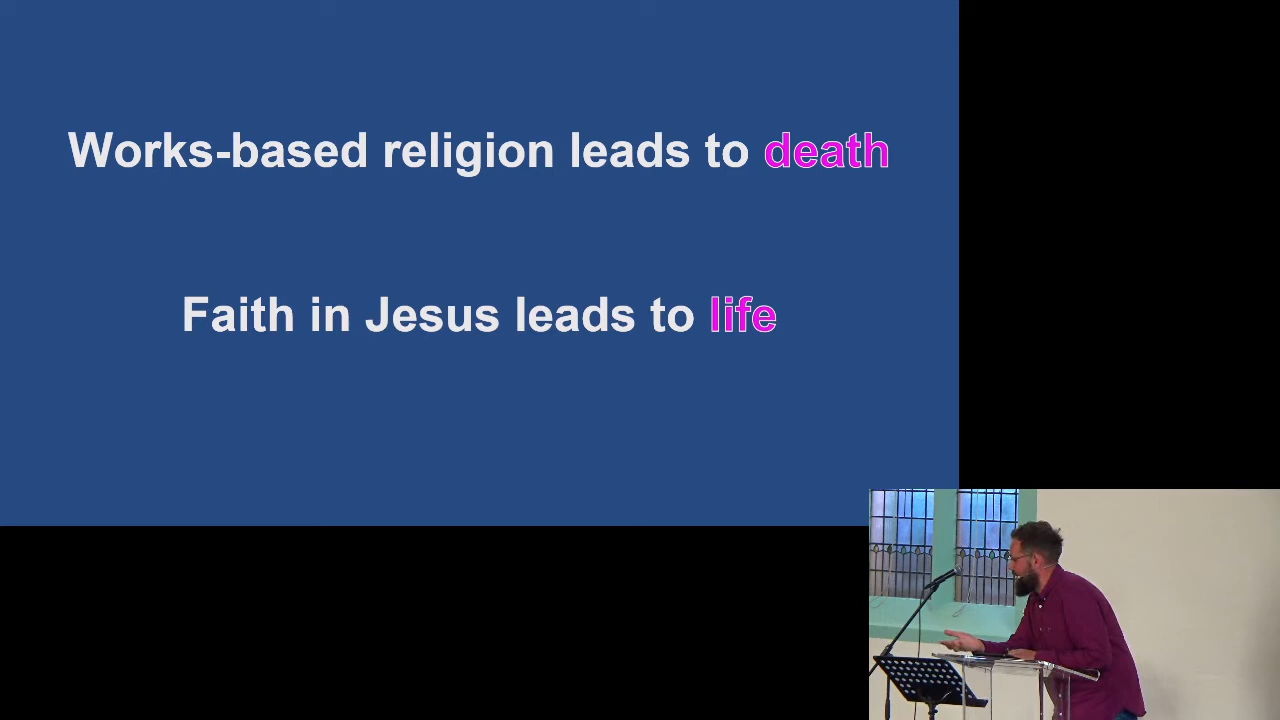 Works-based religion leads to death
Faith in Jesus leads to life